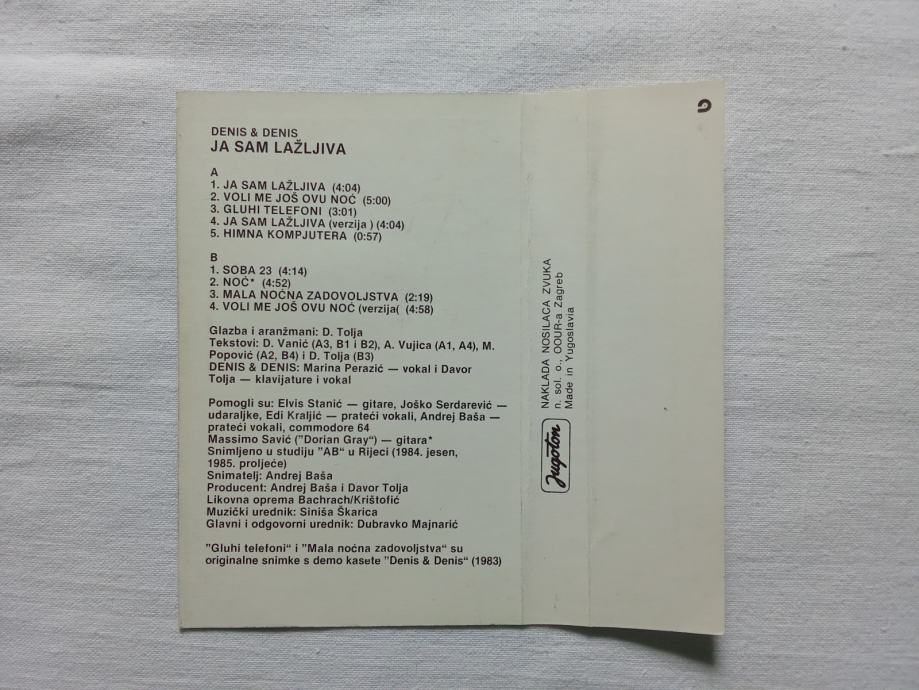 DENIS & DENIS
JA SAM LAŽLJIVA
A
1. JA SAM LAŽLJIVA (4:04)
2. VOLI ME JOŠ OVU NOĆ (5:00)
3. GLUHI TELEFONI (3:01)
4. JA SAM LAŽLJIVA (verzija ) (4:04)
5. HIMNA KOMPJUTERA (0:57)
B
1. SOBA 23 (4:14)
2. NOĆ* (4:52)
3. MALA NOĆNA ZADOVOLJSTVA (2:19)
4. VOLI ME JOŠ OVU NOĆ (verzija( (4:58)
Glazba i aranžmani: D. Tolja
Tekstovi: D. Vanić (A3, B1 i B2), A. Vujica (A1, A4), M.
Popović (A2, B4) i D. Tolja (B3)
DENIS & DENIS: Marina Perazić — vokal i Davor
Tolja — klavijature i vokal
Pomogli su: Elvis Stanić — gitare, Joško Serdarević —
udaraljke, Edi Kraljić — prateći vokali, Andrej Baša —
prateći vokali, commodore 64
Massimo Savić ("Dorian Gray“) — gitara*
Snimljeno u studiju "AB“ u Rijeci (1984. jesen,
1985. proljeće)
Snimatelj: Andrej Baša
Producent: Andrej Baša i Davor Tolja
Likovna oprema Bachrach/Krištofić
Muzički urednik: Siniša Škarica
Glavni i odgovorni urednik: Dubravko Majnarić
"Gluhi telefoni“ i "Mala noćna zadovoljstva“ su
originalne snimke s demo kasete "Denis & Denis“ (1983)
NAKLADA NOSILACA ZVUKA
n. sol. o., OOUR-a Zagreb
Made in Yugoslavia
Jugoton